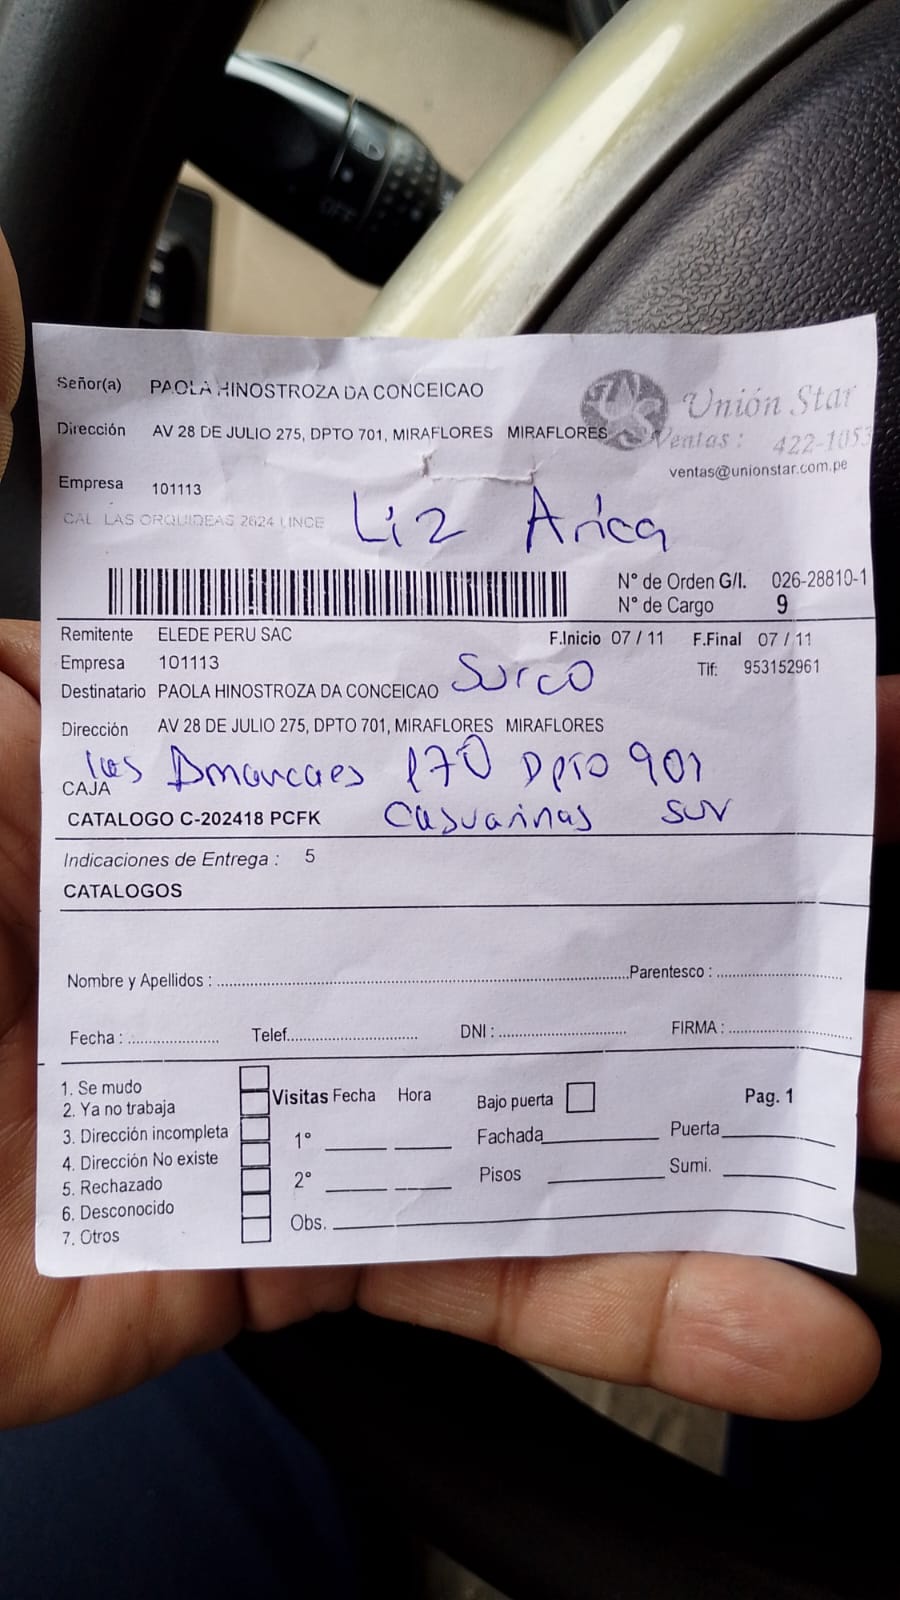 Señor(a) PAOLA HINOSTROZA DA CONCEICAO
Unión Star
Dirección AV 28 DE JULIO 275, DPTO 701, MIRAFLORES MIRAFLORES
Ventas : 422-1053
ventas@unionstar.com.pe
Empresa 101113
CAL LAS ORQUIDEAS 2624 LINCE
Liz Arica
N° de Orden G/I. 026-28810-1
N° de Cargo 9
Remitente ELEDE PERU SAC F.Inicio 07 / 11 F.Final 07 / 11
Empresa 101113 Surco Tlf: 953152961
Destinatario PAOLA HINOSTROZA DA CONCEICAO
Dirección AV 28 DE JULIO 275, DPTO 701, MIRAFLORES MIRAFLORES
las Amancaes 170 Dpto 901
CAJA
CATALOGO C-202418 PCFK Casuarinas sur
Indicaciones de Entrega : 5
CATALOGOS
Nombre y Apellidos : Parentesco :
Fecha : Telef. DNI : FIRMA :
1. Se mudo
2. Ya no trabaja
3. Dirección incompleta
4. Dirección No existe
5. Rechazado
6. Desconocido
7. Otros
Visitas Fecha Hora Bajo puerta Pag. 1
1° Fachada Puerta
2° Pisos Sumi.
Obs.
OFF